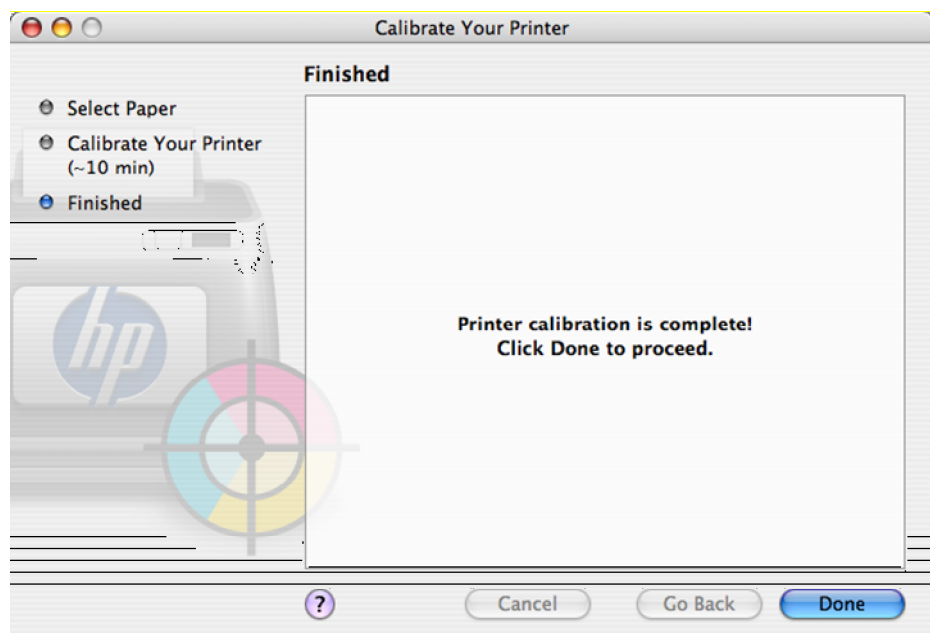 Calibrate Your Printer
Finished
Select Paper
Calibrate Your Printer
(~10 min)
Finished
hp
Printer calibration is complete!
Click Done to proceed.
?
Cancel
Go Back
Done